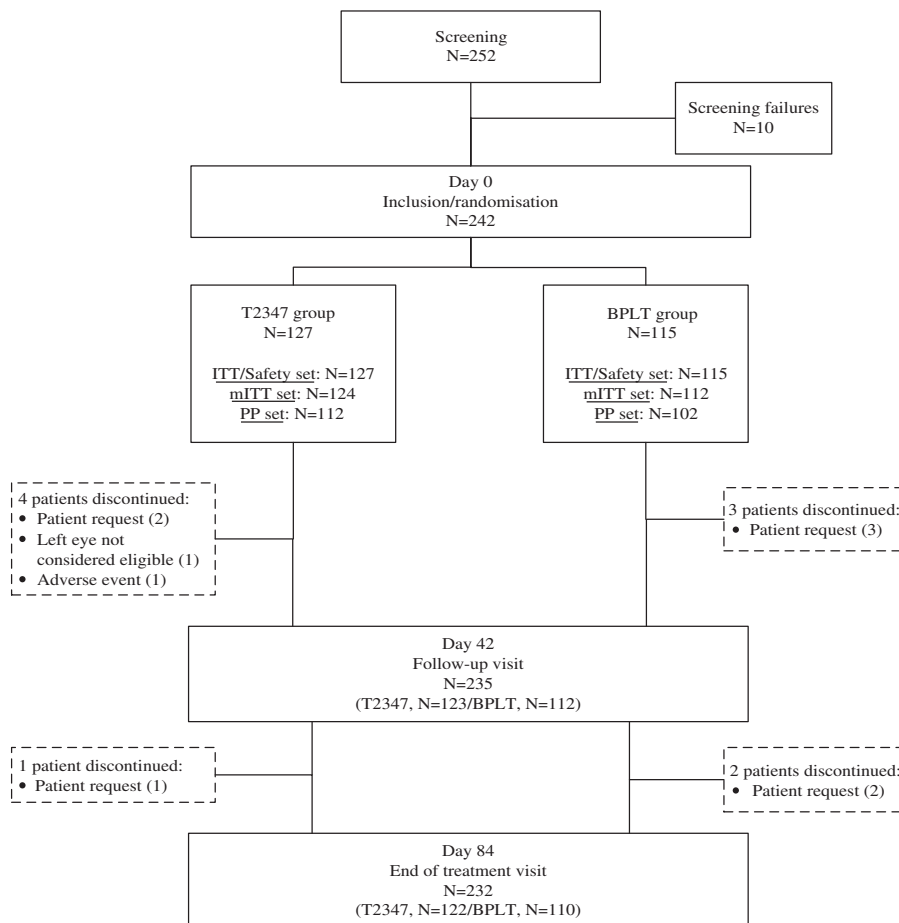 Screening
N=252
Screening failures
N=10
Day 0
Inclusion/randomisation
N=242
T2347 group
N=127
ITT/Safety set: N=127
mITT set: N=124
PP set: N=112
BPLT group
N=115
ITT/Safety set: N=115
mITT set: N=112
PP set: N=102
4 patients discontinued:
• Patient request (2)
• Left eye not
considered eligible (1)
• Adverse event (1)
3 patients discontinued:
• Patient request (3)
Day 42
Follow-up visit
N=235
(T2347, N=123/BPLT, N=112)
1 patient discontinued:
• Patient request (1)
2 patients discontinued:
• Patient request (2)
Day 84
End of treatment visit
N=232
(T2347, N=122/BPLT, N=110)